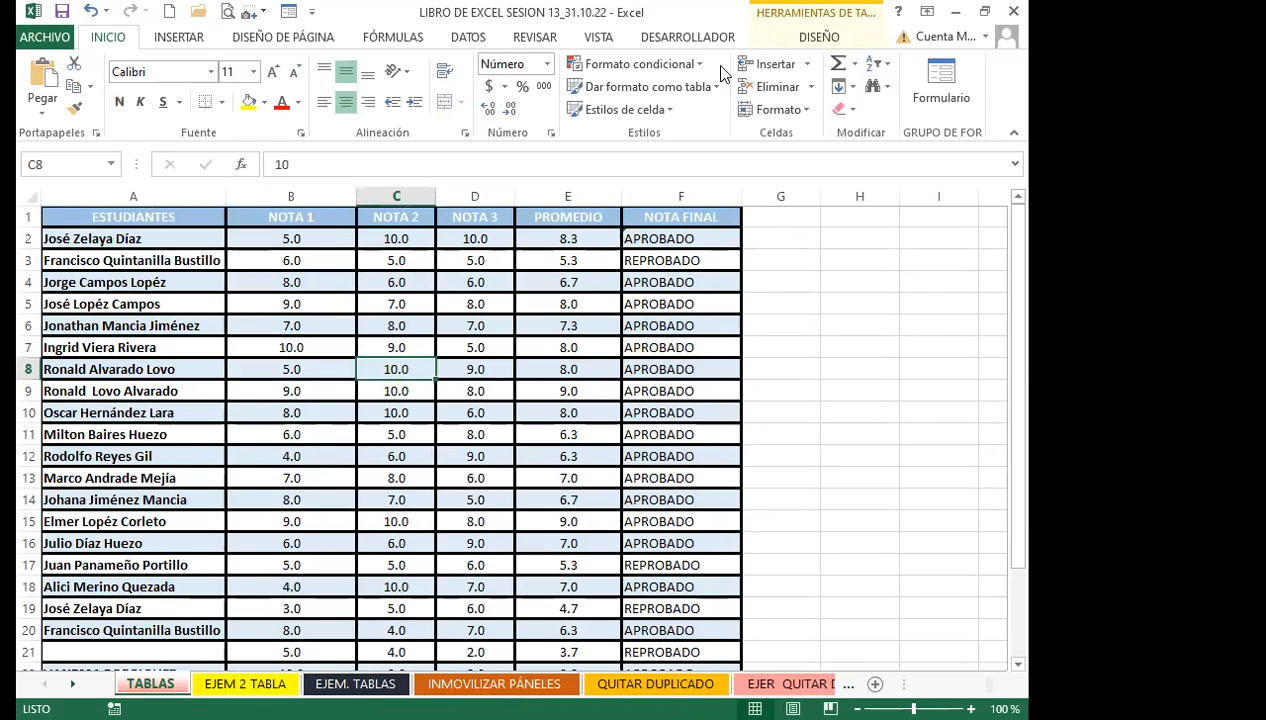 LIBRO DE EXCEL SESION 13_31.10.22 - Excel
HERRAMIENTAS DE TA...
ARCHIVO INICIO INSERTAR DISEÑO DE PÁGINA FÓRMULAS DATOS REVISAR VISTA DESARROLLADOR DISEÑO Cuenta M...
Calibri 11 Número Formato condicional Insertar
Pegar Dar formato como tabla Eliminar Formulario
N K S $ % 000 Estilos de celda Formato
Portapapeles Fuente Alineación Número Estilos Celdas Modificar GRUPO DE FOR
C8 fx 10
A B C D E F G H I
1 ESTUDIANTES NOTA 1 NOTA 2 NOTA 3 PROMEDIO NOTA FINAL
2 José Zelaya Díaz 5.0 10.0 10.0 8.3 APROBADO
3 Francisco Quintanilla Bustillo 6.0 5.0 5.0 5.3 REPROBADO
4 Jorge Campos Lopéz 8.0 6.0 6.0 6.7 APROBADO
5 José Lopéz Campos 9.0 7.0 8.0 8.0 APROBADO
6 Jonathan Mancia Jiménez 7.0 8.0 7.0 7.3 APROBADO
7 Ingrid Viera Rivera 10.0 9.0 5.0 8.0 APROBADO
8 Ronald Alvarado Lovo 5.0 10.0 9.0 8.0 APROBADO
9 Ronald Lovo Alvarado 9.0 10.0 8.0 9.0 APROBADO
10 Oscar Hernández Lara 8.0 10.0 6.0 8.0 APROBADO
11 Milton Baires Huezo 6.0 5.0 8.0 6.3 APROBADO
12 Rodolfo Reyes Gil 4.0 6.0 9.0 6.3 APROBADO
13 Marco Andrade Mejía 7.0 8.0 6.0 7.0 APROBADO
14 Johana Jiménez Mancia 8.0 7.0 5.0 6.7 APROBADO
15 Elmer Lopéz Corleto 9.0 10.0 8.0 9.0 APROBADO
16 Julio Díaz Huezo 6.0 6.0 9.0 7.0 APROBADO
17 Juan Panameño Portillo 5.0 5.0 6.0 5.3 REPROBADO
18 Alici Merino Quezada 4.0 10.0 7.0 7.0 APROBADO
19 José Zelaya Díaz 3.0 5.0 6.0 4.7 REPROBADO
20 Francisco Quintanilla Bustillo 8.0 4.0 7.0 6.3 APROBADO
21 5.0 4.0 2.0 3.7 REPROBADO
TABLAS EJEM 2 TABLA EJEM. TABLAS INMOVILIZAR PÁNELES QUITAR DUPLICADO EJER QUITAR D ...
LISTO 100 %